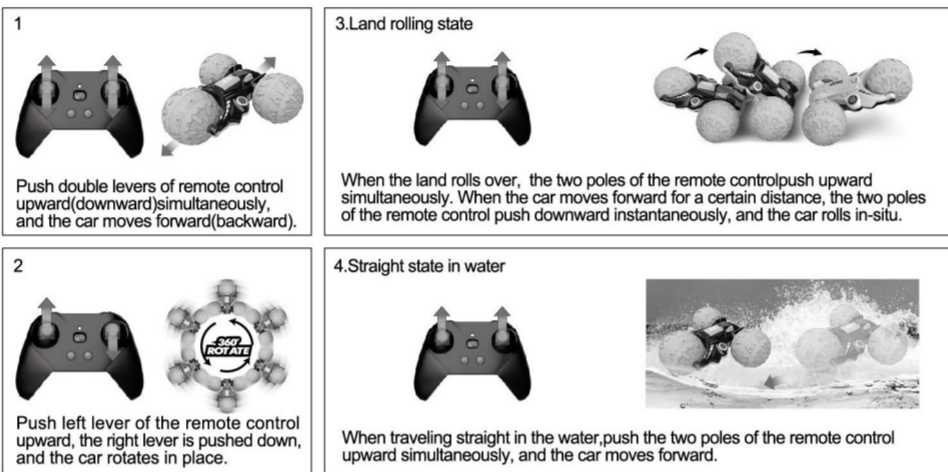 1
Push double levers of remote control
upward(downward)simultaneously,
and the car moves forward(backward).
2
360°
ROTATE
Push left lever of the remote control
upward, the right lever is pushed down,
and the car rotates in place.
3.Land rolling state
When the land rolls over, the two poles of the remote controlpush upward
simultaneously. When the car moves forward for a certain distance, the two poles
of the remote control push downward instantaneously, and the car rolls in-situ.
4.Straight state in water
When traveling straight in the water,push the two poles of the remote control
upward simultaneously, and the car moves forward.